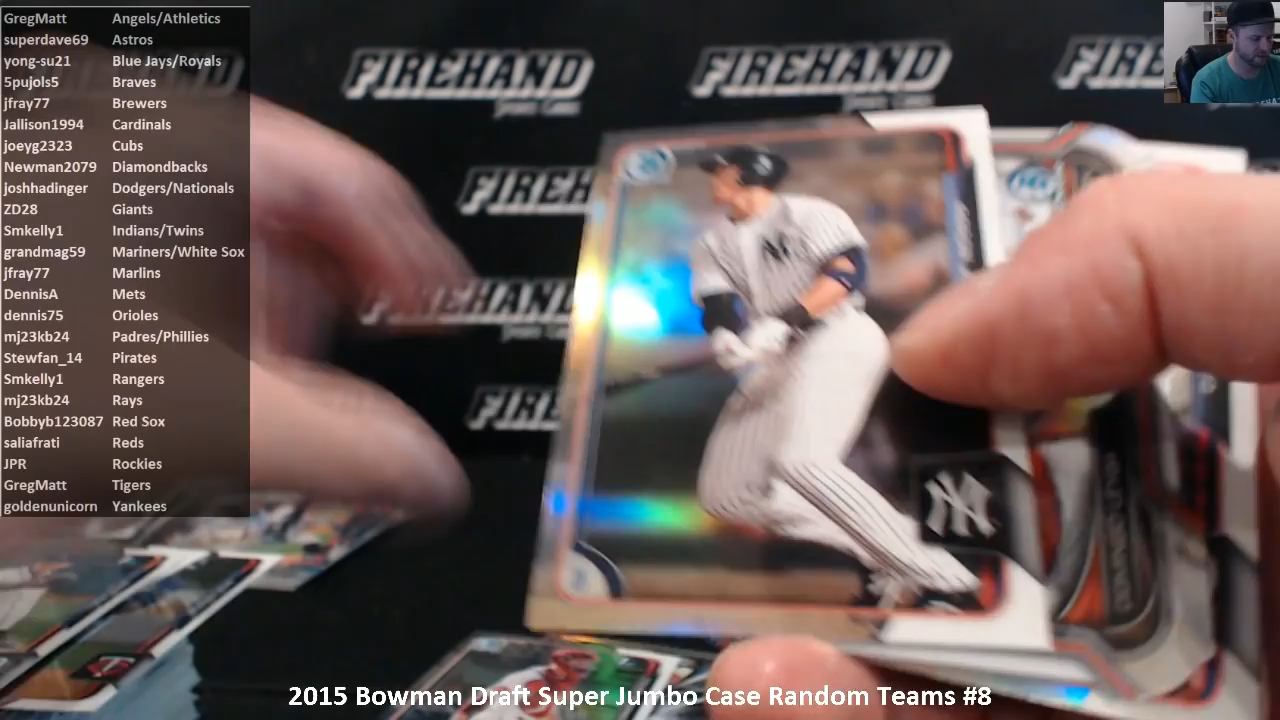 GregMatt Angels/Athletics
superdave69 Astros
yong-su21 Blue Jays/Royals
5pujols5 Braves
jfray77 Brewers
Jallison1994 Cardinals
joeyg2323 Cubs
Newman2079 Diamondbacks
joshhadinger Dodgers/Nationals
ZD28 Giants
Smkelly1 Indians/Twins
grandmag59 Mariners/White Sox
jfray77 Marlins
DennisA Mets
dennis75 Orioles
mj23kb24 Padres/Phillies
Stewfan_14 Pirates
Smkelly1 Rangers
mj23kb24 Rays
Bobbyb123087 Red Sox
saliafrati Reds
JPR Rockies
GregMatt Tigers
goldenunicorn Yankees
FIREHAND
FIREHAND
FIREHAND
NY
2015 Bowman Draft Super Jumbo Case Random Teams #8